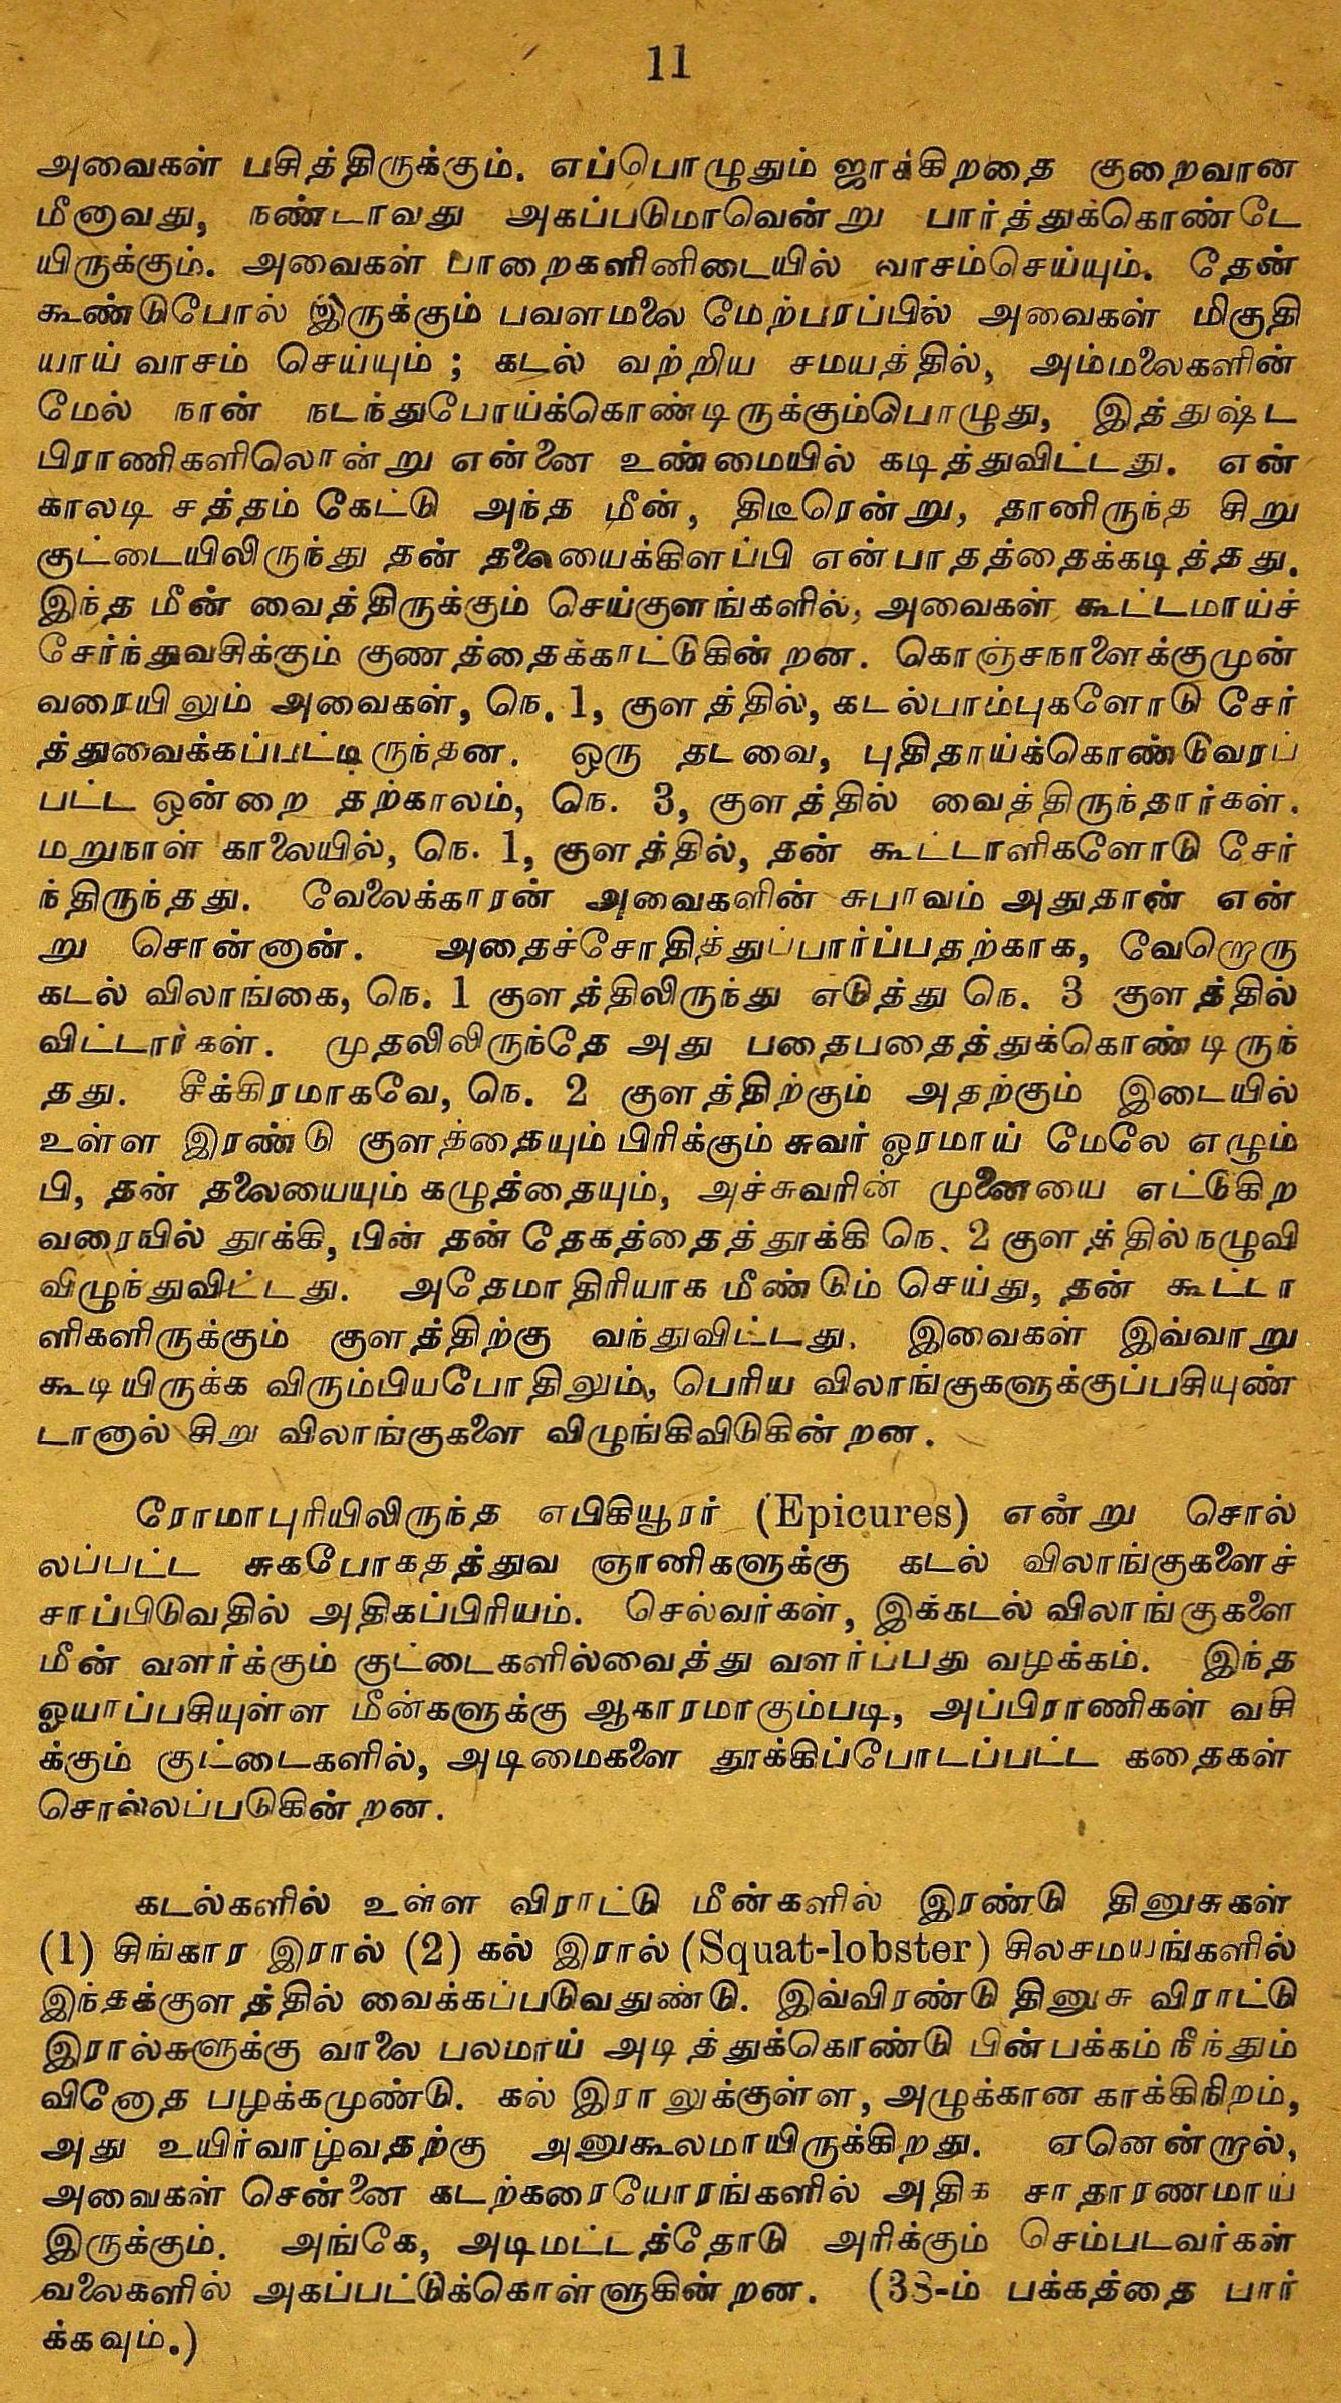 11
அவைகள் பசித்திருக்கும். எப்பொழுதும் ஜாக்கிறதை குறைவான
மீனாவது, நண்டாவது அகப்படுமாவென்று பார்த்துக்கொண்டே
யிருக்கும். அவைகள் பாறைகளினிடையில் வாசம்செய்யும். தேன்
கூண்டுபோல் இருக்கும் பவளமலை மேற்பரப்பில் அவைகள் மிகுதி
யாய் வாசம் செய்யும் ; கடல் வற்றிய சமயத்தில், அம்மலைகளின்
மேல் நான் நடந்துபோய்க்கொண்டிருக்கும்பொழுது, இத்துஷ்ட
பிராணிகளிலொன்று என்னை உண்மையில் கடித்துவிட்டது. என்
காலடி சத்தம் கேட்டு அந்த மீன், திடீரென்று, தானிருந்த சிறு
குட்டையிலிருந்து தன் தலையைக்கிளப்பி என்பாதத்தைக்கடித்தது.
இந்த மீன் வைத்திருக்கும் செய்குளங்களில், அவைகள் கூட்டமாய்ச்
சேர்ந்துவசிக்கும் குணத்தைக்காட்டுகின்றன. கொஞ்சநாளைக்குமுன்
வரையிலும் அவைகள், நெ. 1, குளத்தில், கடல்பாம்புகளோடு சேர்
த்துவைக்கப்பட்டிருந்தன. ஒரு தடவை, புதிதாய்க்கொண்டுவரப்
பட்ட ஒன்றை தற்காலம், நெ. 3, குளத்தில் வைத்திருந்தார்கள்.
மறுநாள் காலையில், நெ. 1, குளத்தில், தன் கூட்டாளிகளோடு சேர்
ந்திருந்தது. வேலைக்காரன் அவைகளின் சுபாவம் அதுதான் என்
று சொன்னான். அதைச்சோதித்துப்பார்ப்பதற்காக, வேறொரு
கடல் விலாங்கை, நெ. 1 குளத்திலிருந்து எடுத்து நெ. 3 குளத்தில்
விட்டார்கள். முதலிலிருந்தே அது பதைபதைத்துக்கொண்டிருந்
தது. சீக்கிரமாகவே, நெ. 2 குளத்திற்கும் அதற்கும் இடையில்
உள்ள இரண்டு குளத்தையும் பிரிக்கும் சுவர் ஓரமாய் மேலே எழும்
பி, தன் தலையையும் கழுத்தையும், அச்சுவரின் முனையை எட்டுகிற
வரையில் தூக்கி, பின் தன் தேகத்தைத்தூக்கி நெ. 2 குளத்தில்நழுவி
விழுந்துவிட்டது. அதேமாதிரியாக மீண்டும் செய்து, தன் கூட்டா
ளிகளிருக்கும் குளத்திற்கு வந்துவிட்டது. இவைகள் இவ்வாறு
கூடியிருக்க விரும்பியபோதிலும், பெரிய விலாங்குகளுக்குப்பசியுண்
டானால் சிறு விலாங்குகளை விழுங்கிவிடுகின்றன.
ரோமாபுரியிலிருந்த எபிகியூரர் (Epicures) என்று சொல்
லப்பட்ட சுகபோகதத்துவ ஞானிகளுக்கு கடல் விலாங்குகளைச்
சாப்பிடுவதில் அதிகப்பிரியம். செல்வர்கள், இக்கடல் விலாங்குகளை
மீன் வளர்க்கும் குட்டைகளில்வைத்து வளர்ப்பது வழக்கம். இந்த
ஓயாப்பசியுள்ள மீன்களுக்கு ஆகாரமாகும்படி, அப்பிராணிகள் வசி
க்கும் குட்டைகளில், அடிமைகளை தூக்கிப்போடப்பட்ட கதைகள்
சொல்லப்படுகின்றன.
கடல்களில் உள்ள விராட்டு மீன்களில் இரண்டு தினுசுகள்
(1) சிங்கார இரால் (2) கல் இரால் (Squat-lobster) சிலசமயங்களில்
இந்தக்குளத்தில் வைக்கப்படுவதுண்டு. இவ்விரண்டு தினுசு விராட்டு
இரால்களுக்கு வாலை பலமாய் அடித்துக்கொண்டு பின்பக்கம் நீந்தும்
வினோத பழக்கமுண்டு. கல் இராலுக்குள்ள, அழுக்கான காக்கிநிறம்,
அது உயிர்வாழ்வதற்கு அனுகூலமாயிருக்கிறது. ஏனென்றால்,
அவைகள் சென்னை கடற்கரையோரங்களில் அதிக சாதாரணமாய்
இருக்கும். அங்கே, அடிமட்டத்தோடு அரிக்கும் செம்படவர்கள்
வலைகளில் அகப்பட்டுக்கொள்ளுகின்றன. (38-ம் பக்கத்தை பார்
க்கவும்.)